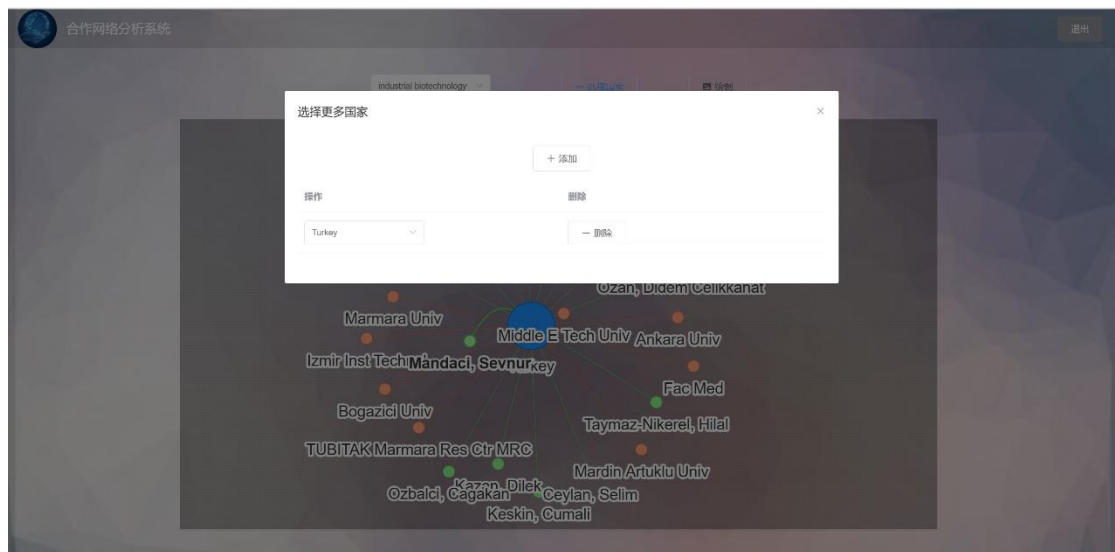 合作网络分析系统
退出
industrial biotechnology
绘制
选择更多国家
×
+ 添加
操作 删除
Turkey — 删除
Ozan, Didem Celikkanat
Marmara Univ
Middle E Tech Univ
Ankara Univ
Izmir Inst Techn
Mandaci, Sevnur
Turkey
Fac Med
Bogazici Univ
Taymaz-Nikerel, Hilal
TUBITAK Marmara Res Ctr MRC
Mardin Artuklu Univ
Kazan, Dilek
Ozbalci, Cagakan
Ceylan, Selim
Keskin, Cumali